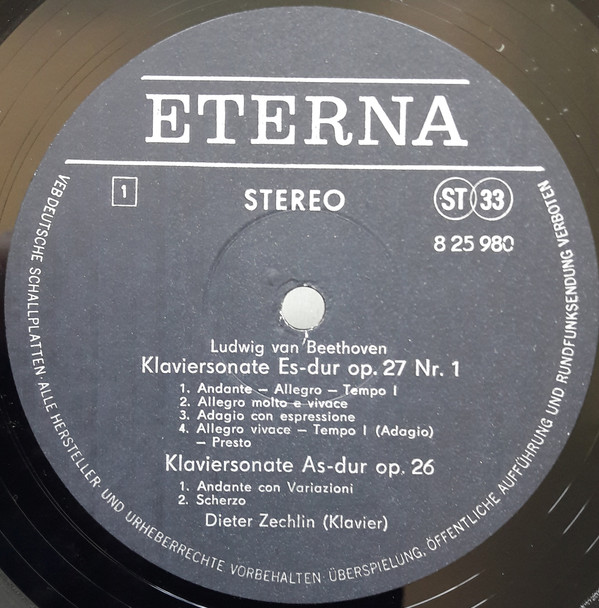 ETERNA
1
STEREO
ST 33
8 25 980
Ludwig van Beethoven
Klaviersonate Es-dur op. 27 Nr. 1
1. Andante – Allegro – Tempo I
2. Allegro molto e vivace
3. Adagio con espressione
4. Allegro vivace – Tempo I (Adagio)
– Presto
Klaviersonate As-dur op. 26
1. Andante con Variazioni
2. Scherzo
Dieter Zechlin (Klavier)
VEB DEUTSCHE SCHALLPLATTEN · ALLE HERSTELLER- UND URHEBERRECHTE VORBEHALTEN · ÜBERSPIELUNG, ÖFFENTLICHE AUFFÜHRUNG UND RUNDFUNKSENDUNG VERBOTEN